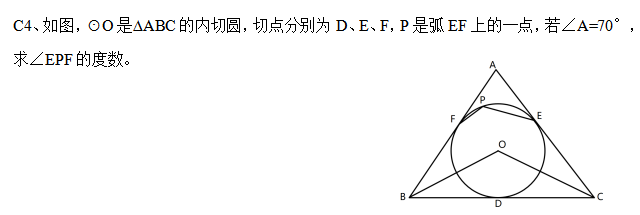 C4、如图，⊙O是ΔABC的内切圆，切点分别为 D、E、F，P是弧EF上的一点，若∠A=70°，
求∠EPF的度数。
A
P
F
E
O
B
D
C